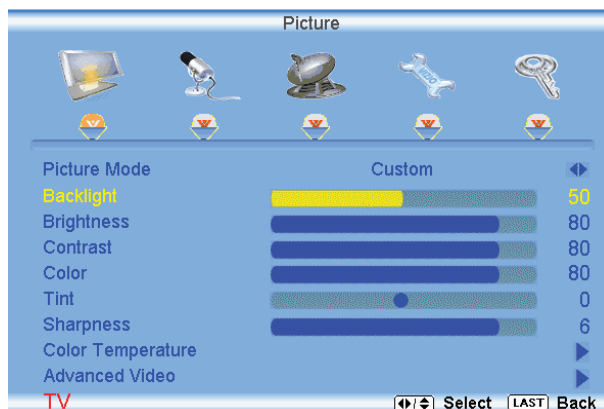 Picture
VIZIO
Picture Mode Custom
Backlight 50
Brightness 80
Contrast 80
Color 80
Tint 0
Sharpness 6
Color Temperature
Advanced Video
TV Select LAST Back